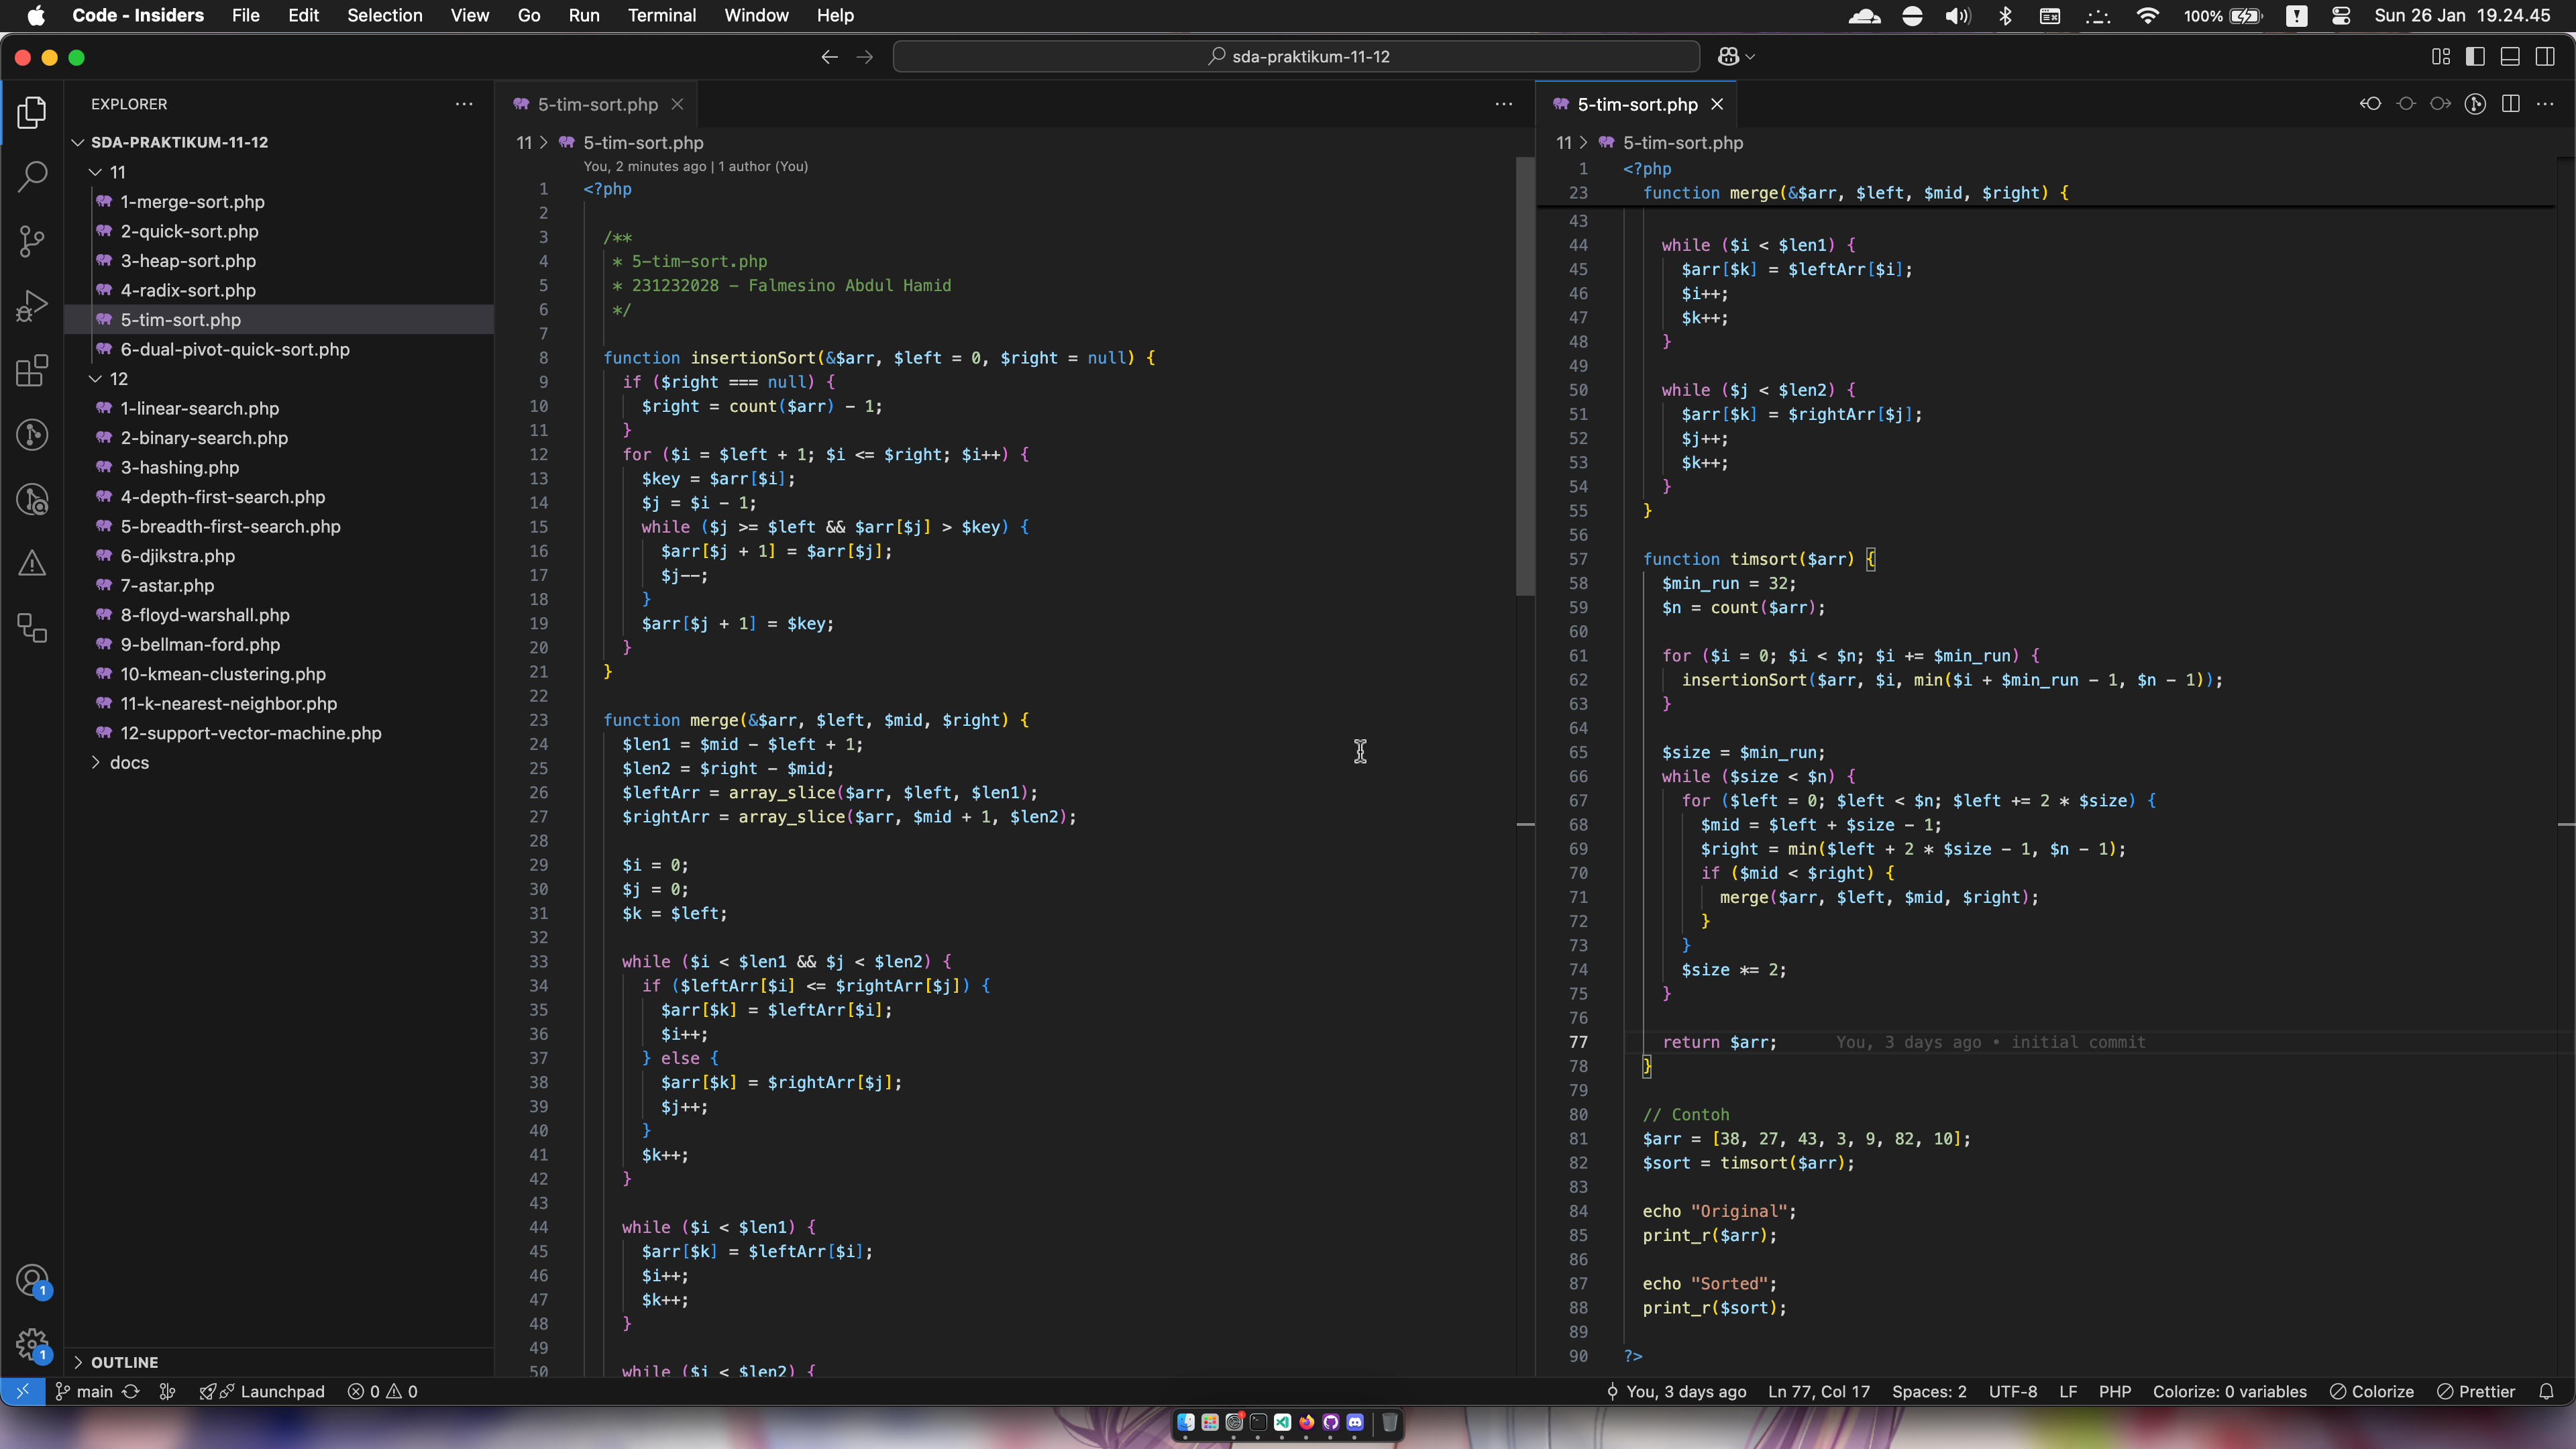 Code - Insiders File Edit Selection View Go Run Terminal Window Help
100% Sun 26 Jan 19.24.45
sda-praktikum-11-12
EXPLORER
SDA-PRAKTIKUM-11-12
11
1-merge-sort.php
2-quick-sort.php
3-heap-sort.php
4-radix-sort.php
5-tim-sort.php
6-dual-pivot-quick-sort.php
12
1-linear-search.php
2-binary-search.php
3-hashing.php
4-depth-first-search.php
5-breadth-first-search.php
6-djikstra.php
7-astar.php
8-floyd-warshall.php
9-bellman-ford.php
10-kmean-clustering.php
11-k-nearest-neighbor.php
12-support-vector-machine.php
docs
OUTLINE
1
1
5-tim-sort.php
11 > 5-tim-sort.php
You, 2 minutes ago | 1 author (You)
1 <?php
2
3 /**
4 * 5-tim-sort.php
5 * 231232028 - Falmesino Abdul Hamid
6 */
7
8 function insertionSort(&$arr, $left = 0, $right = null) {
9 if ($right === null) {
10 $right = count($arr) - 1;
11 }
12 for ($i = $left + 1; $i <= $right; $i++) {
13 $key = $arr[$i];
14 $j = $i - 1;
15 while ($j >= $left && $arr[$j] > $key) {
16 $arr[$j + 1] = $arr[$j];
17 $j--;
18 }
19 $arr[$j + 1] = $key;
20 }
21 }
22
23 function merge(&$arr, $left, $mid, $right) {
24 $len1 = $mid - $left + 1;
25 $len2 = $right - $mid;
26 $leftArr = array_slice($arr, $left, $len1);
27 $rightArr = array_slice($arr, $mid + 1, $len2);
28
29 $i = 0;
30 $j = 0;
31 $k = $left;
32
33 while ($i < $len1 && $j < $len2) {
34 if ($leftArr[$i] <= $rightArr[$j]) {
35 $arr[$k] = $leftArr[$i];
36 $i++;
37 } else {
38 $arr[$k] = $rightArr[$j];
39 $j++;
40 }
41 $k++;
42 }
43
44 while ($i < $len1) {
45 $arr[$k] = $leftArr[$i];
46 $i++;
47 $k++;
48 }
49
50 while ($j < $len2) {
5-tim-sort.php
11 > 5-tim-sort.php
1 <?php
23 function merge(&$arr, $left, $mid, $right) {
43
44 while ($i < $len1) {
45 $arr[$k] = $leftArr[$i];
46 $i++;
47 $k++;
48 }
49
50 while ($j < $len2) {
51 $arr[$k] = $rightArr[$j];
52 $j++;
53 $k++;
54 }
55 }
56
57 function timsort($arr) {
58 $min_run = 32;
59 $n = count($arr);
60
61 for ($i = 0; $i < $n; $i += $min_run) {
62 insertionSort($arr, $i, min($i + $min_run - 1, $n - 1));
63 }
64
65 $size = $min_run;
66 while ($size < $n) {
67 for ($left = 0; $left < $n; $left += 2 * $size) {
68 $mid = $left + $size - 1;
69 $right = min($left + 2 * $size - 1, $n - 1);
70 if ($mid < $right) {
71 merge($arr, $left, $mid, $right);
72 }
73 }
74 $size *= 2;
75 }
76
77 return $arr; You, 3 days ago • initial commit
78 }
79
80 // Contoh
81 $arr = [38, 27, 43, 3, 9, 82, 10];
82 $sort = timsort($arr);
83
84 echo "Original";
85 print_r($arr);
86
87 echo "Sorted";
88 print_r($sort);
89
90 ?>
main Launchpad 0 0 You, 3 days ago Ln 77, Col 17 Spaces: 2 UTF-8 LF PHP Colorize: 0 variables Colorize Prettier